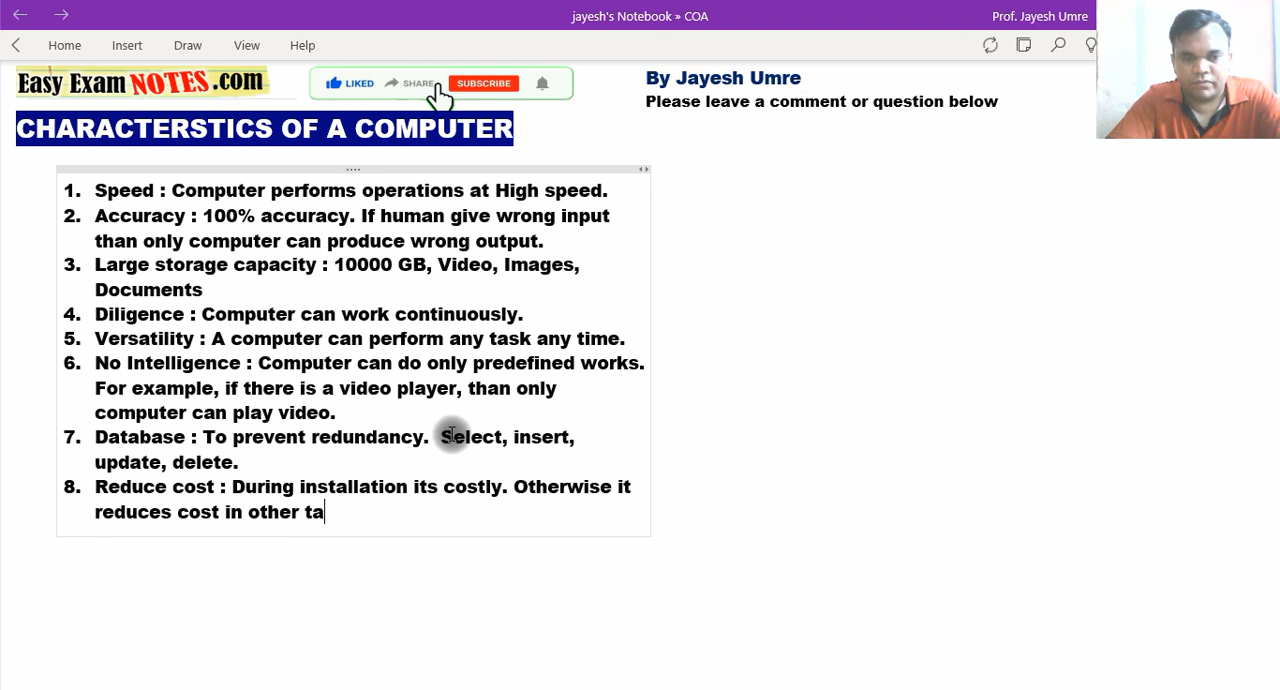 jayesh's Notebook » COA
Prof. Jayesh Umre
Home Insert Draw View Help
Easy Exam NOTES.com
LIKED SHARE SUBSCRIBE
By Jayesh Umre
Please leave a comment or question below
CHARACTERSTICS OF A COMPUTER
1. Speed : Computer performs operations at High speed.
2. Accuracy : 100% accuracy. If human give wrong input
than only computer can produce wrong output.
3. Large storage capacity : 10000 GB, Video, Images,
Documents
4. Diligence : Computer can work continuously.
5. Versatility : A computer can perform any task any time.
6. No Intelligence : Computer can do only predefined works.
For example, if there is a video player, than only
computer can play video.
7. Database : To prevent redundancy. Select, insert,
update, delete.
8. Reduce cost : During installation its costly. Otherwise it
reduces cost in other ta